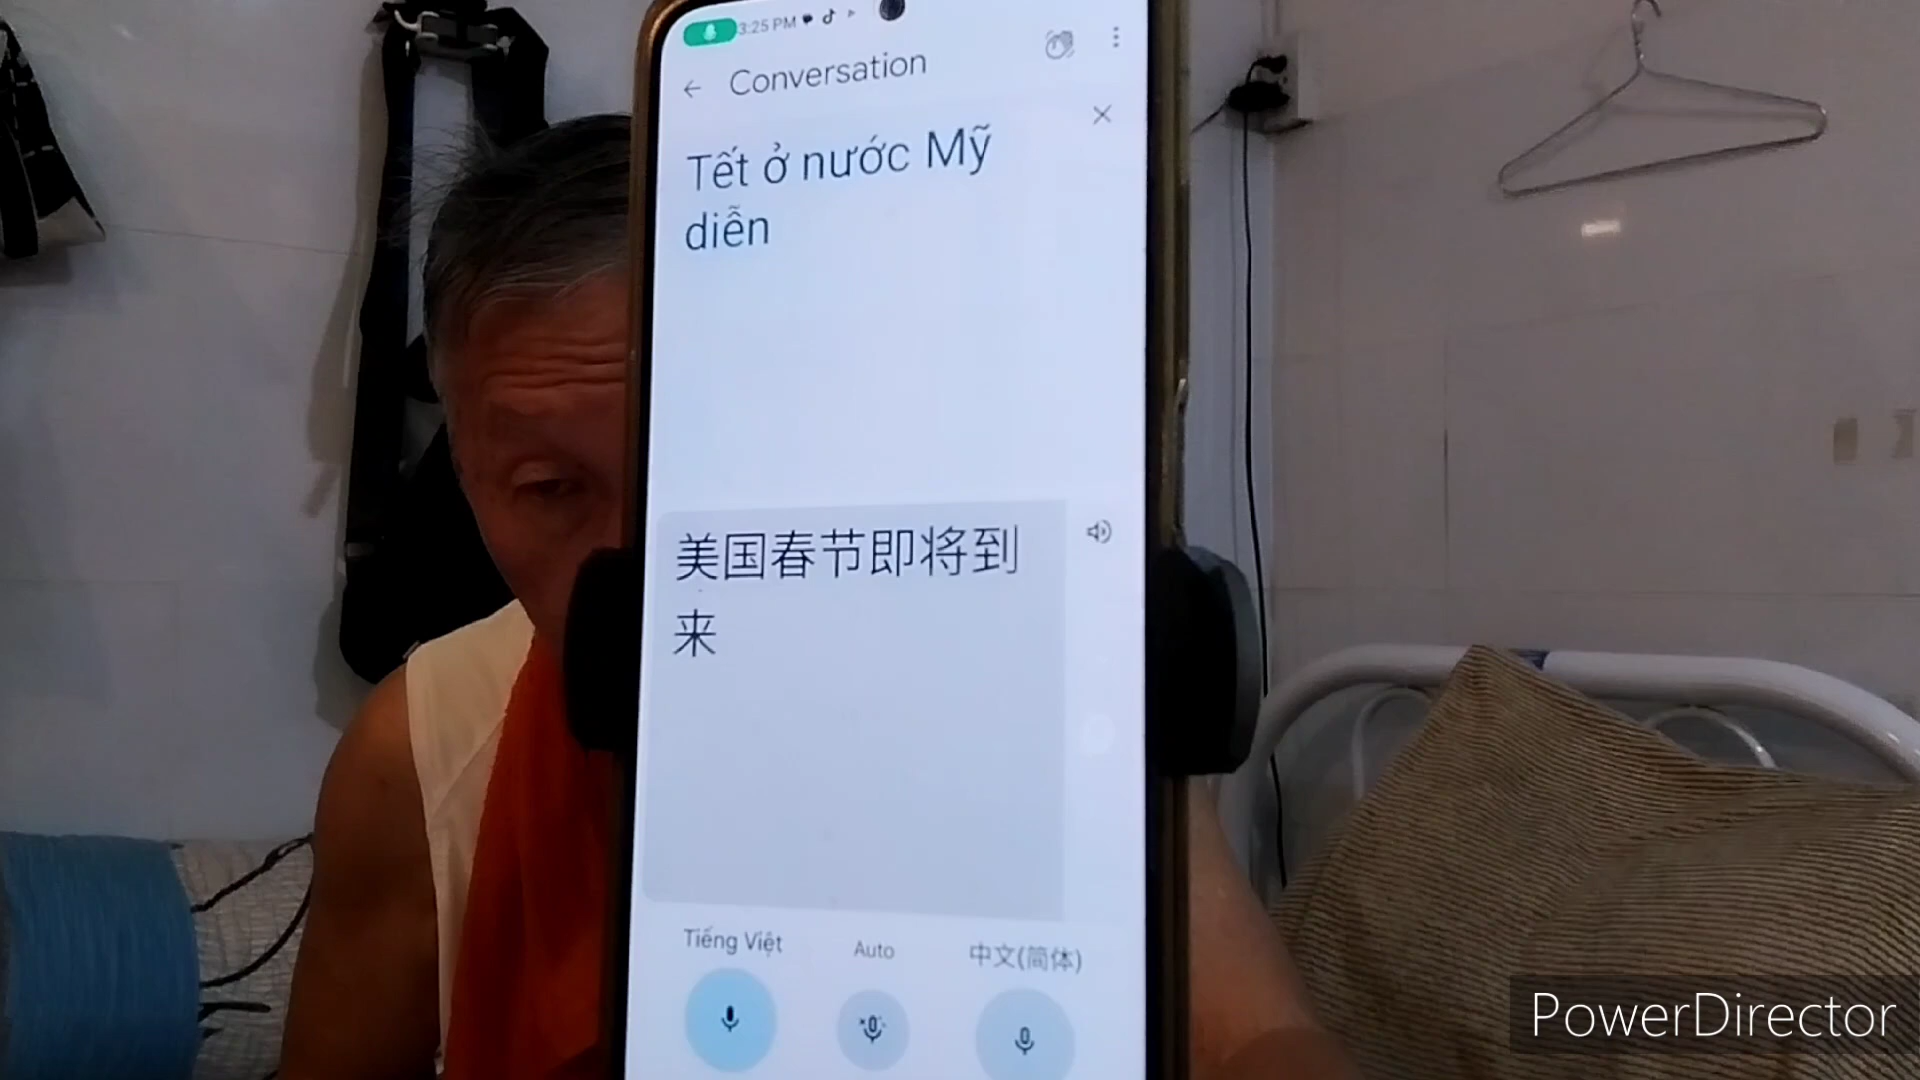 3:25 PM
Conversation
Tết ở nước Mỹ
diễn
美国春节即将到
来
Tiếng Việt
Auto
中文(简体)
PowerDirector